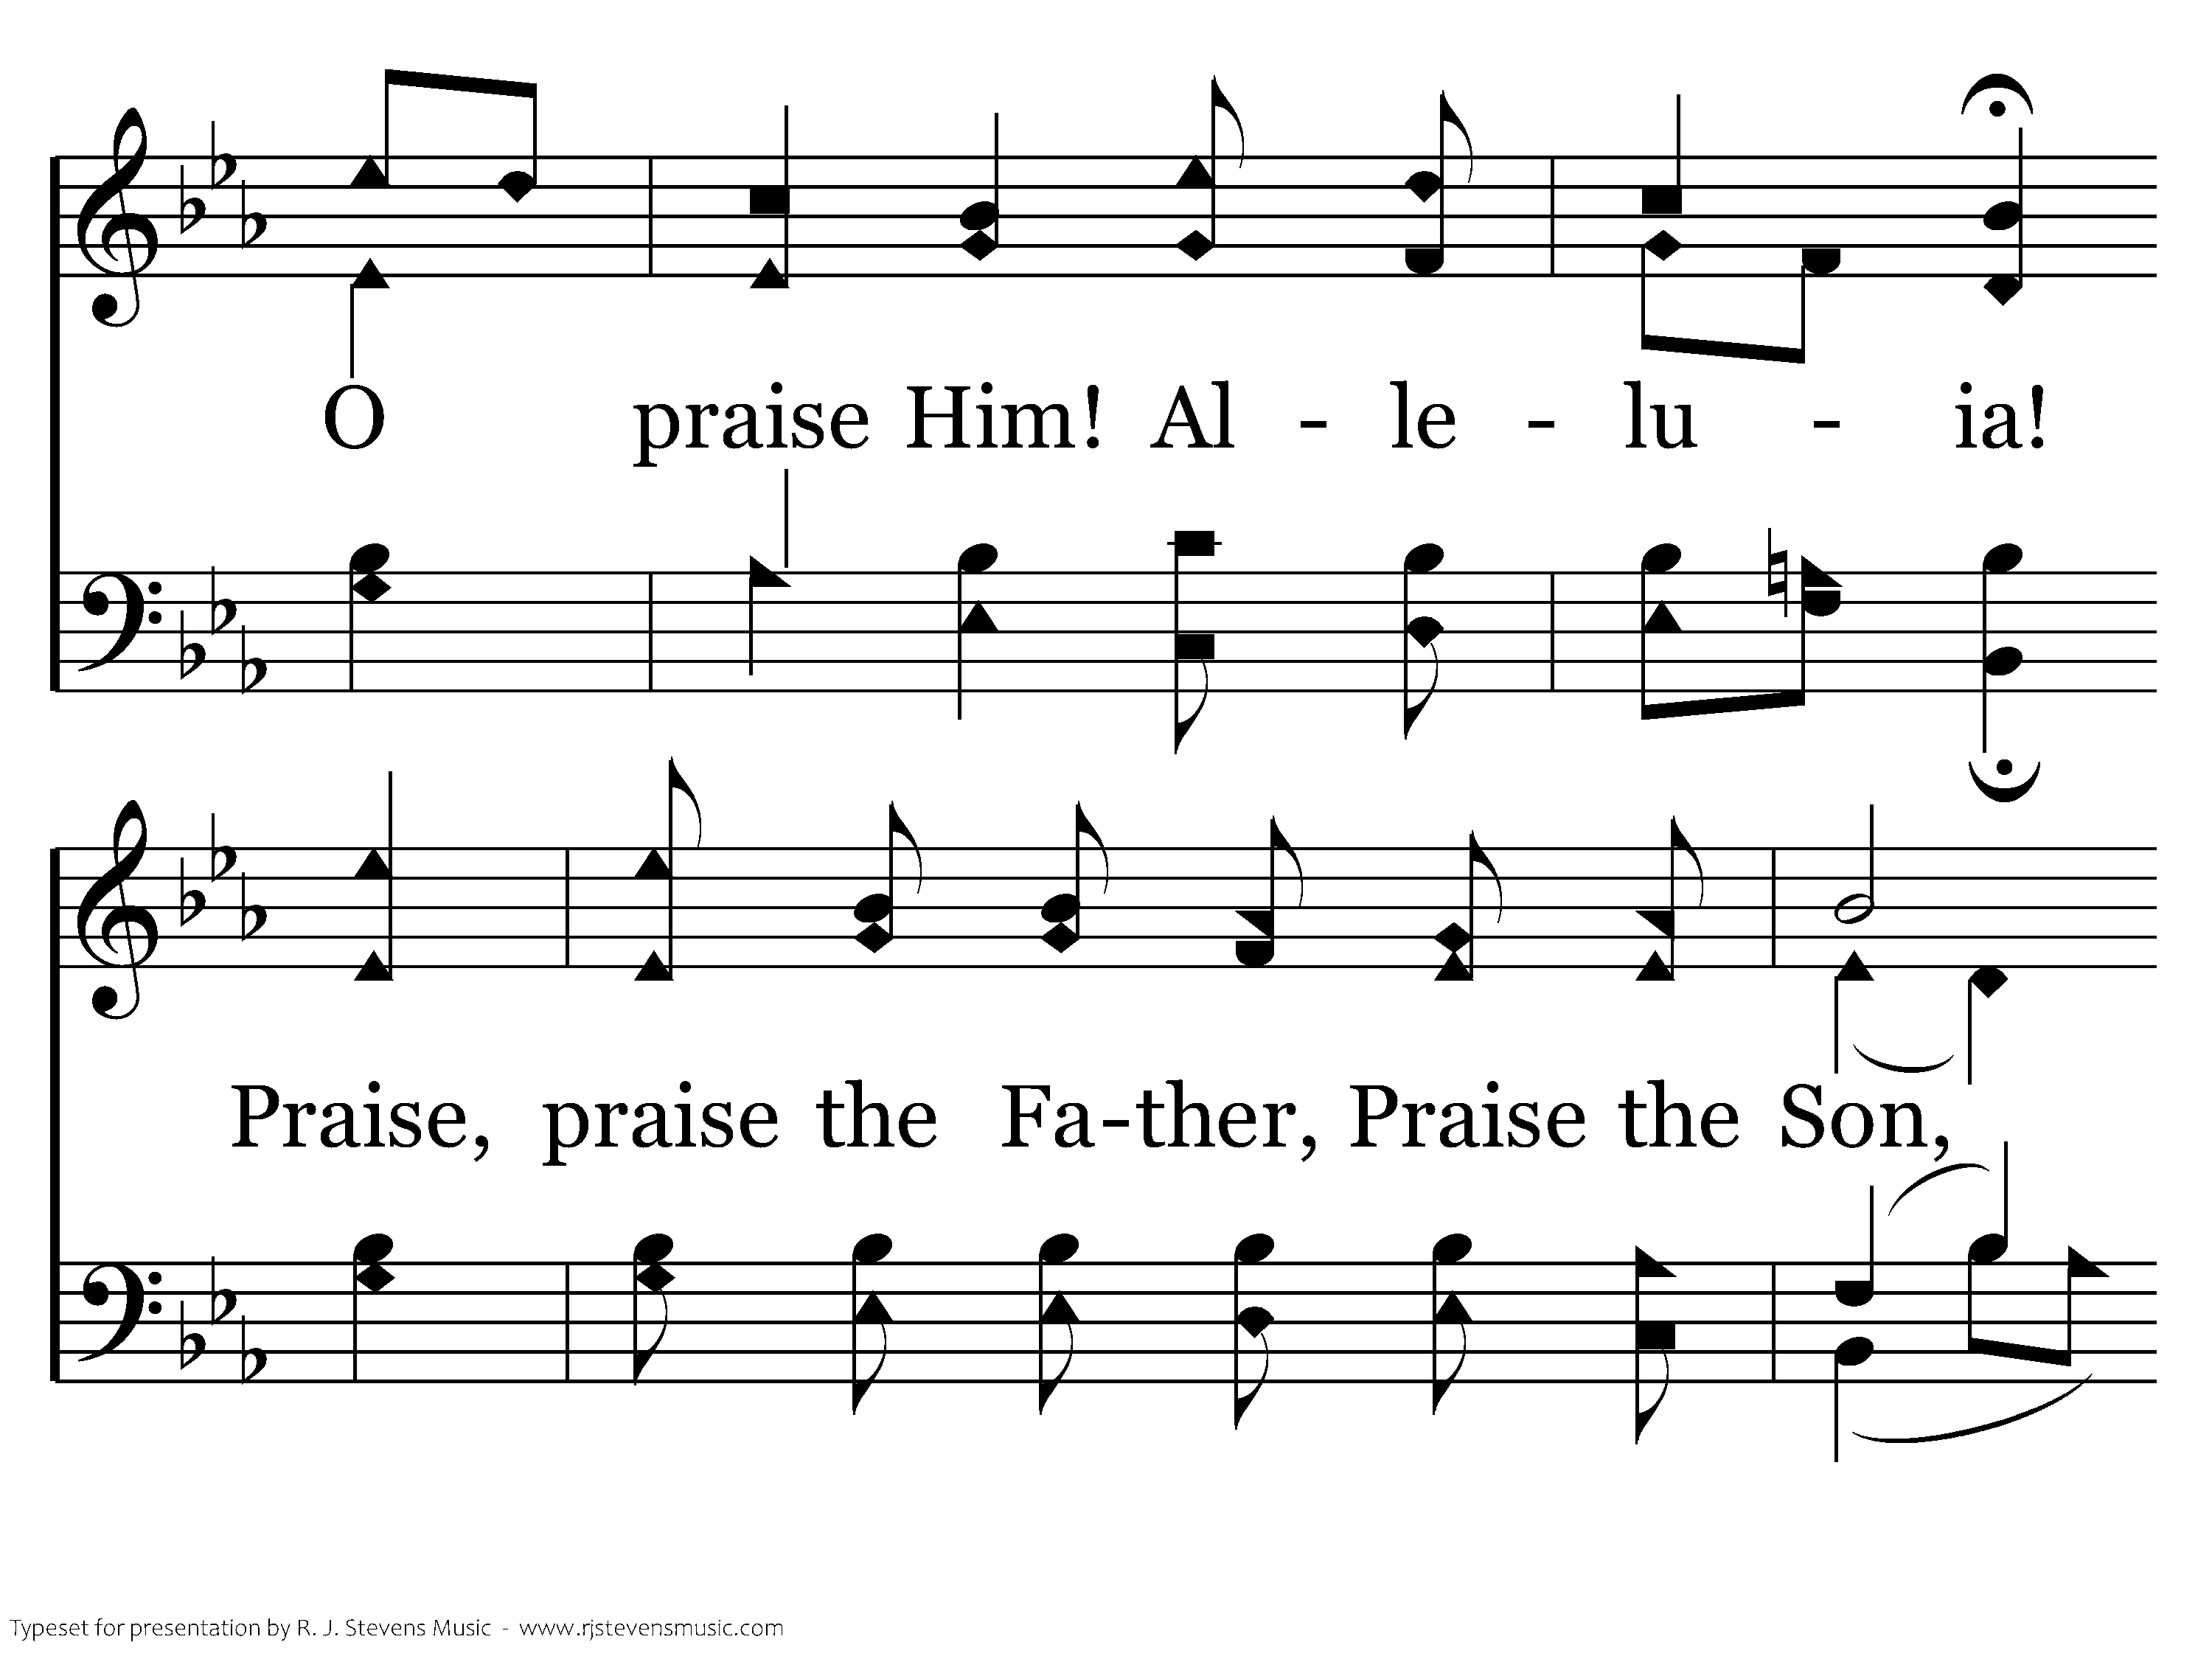 O praise Him! Al - le - lu - ia!
Praise, praise the Fa-ther, Praise the Son,
Typeset for presentation by R. J. Stevens Music - www.rjstevensmusic.com